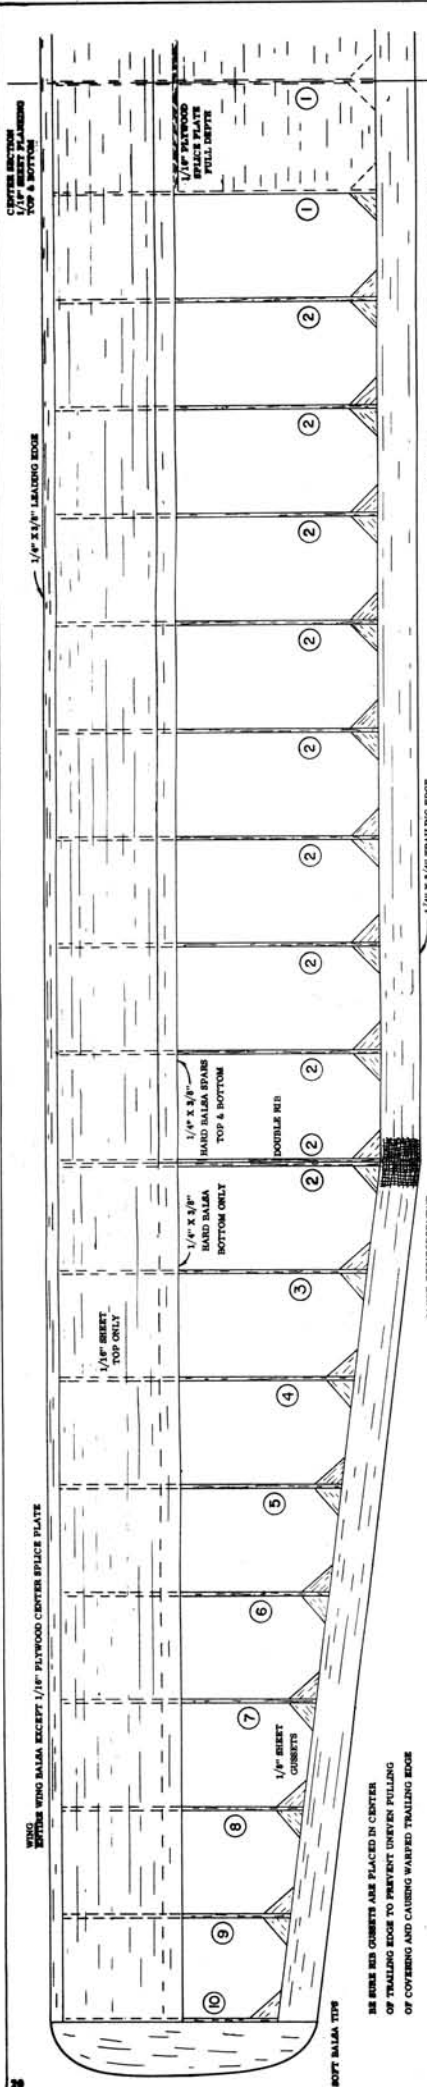 CENTER SECTION
1/16" SHEET PLANKING
TOP & BOTTOM
1/16" PLYWOOD
SPLICE PLATE
FULL DEPTH
1
1
2
2
2
2
2
2
2
2
2
2
3
4
5
6
7
8
9
10
1/4" X 3/8" LEADING EDGE
1/4" X 3/8"
HARD BALSA SPARS
TOP & BOTTOM
DOUBLE RIB
1/4" X 3/8"
HARD BALSA
BOTTOM ONLY
1/16" SHEET
TOP ONLY
WING
ENTIRE WING BALSA EXCEPT 1/16" PLYWOOD CENTER SPLICE PLATE
1/8" SHEET
GUSSETS
SOFT BALSA TIPS
BE SURE RIB GUSSETS ARE PLACED IN CENTER
OF TRAILING EDGE TO PREVENT UNEVEN PULLING
OF COVERING AND CAUSING WARPED TRAILING EDGE
TRAILING EDGE
20